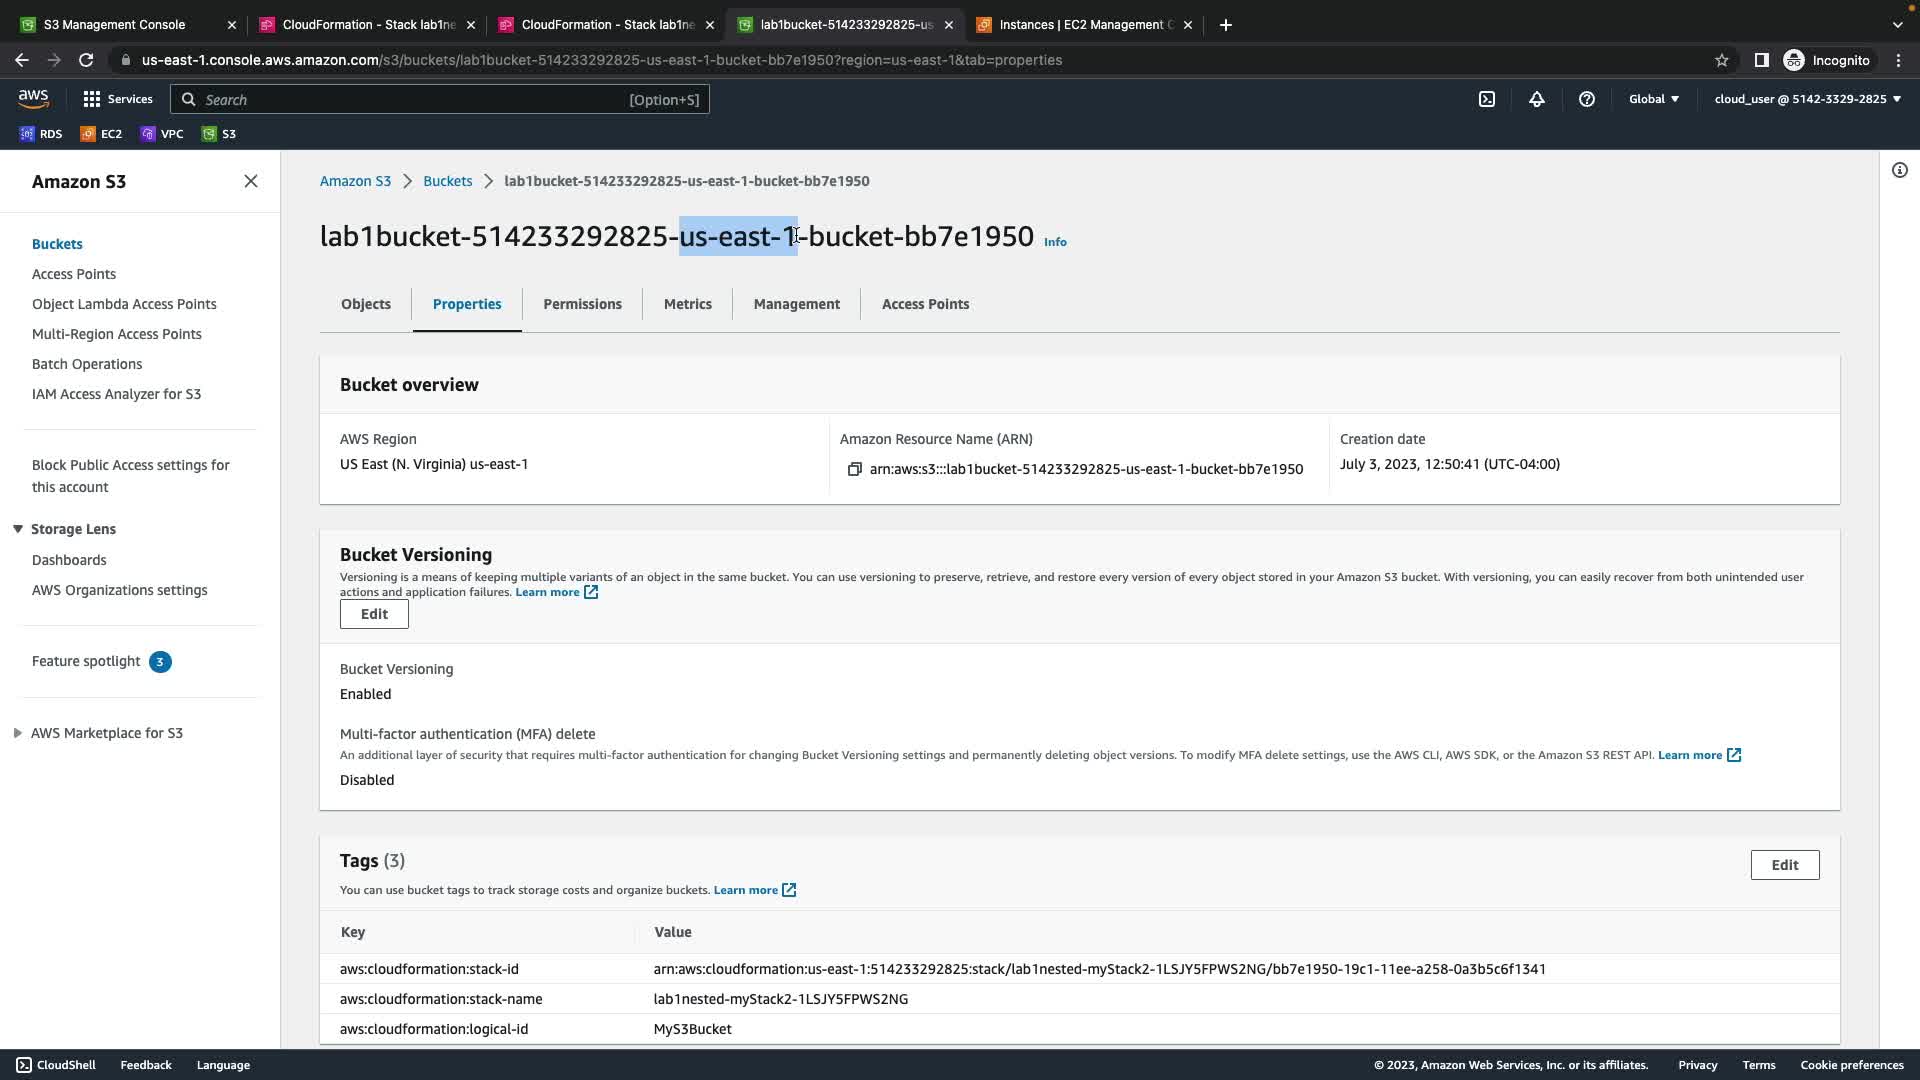 S3 Management Console
CloudFormation - Stack lab1ne
CloudFormation - Stack lab1ne
lab1bucket-514233292825-us
Instances | EC2 Management C
us-east-1.console.aws.amazon.com/s3/buckets/lab1bucket-514233292825-us-east-1-bucket-bb7e1950?region=us-east-1&tab=properties
Incognito
aws
Services
Search
[Option+S]
Global
cloud_user @ 5142-3329-2825
RDS
EC2
VPC
S3
Amazon S3
Buckets
Access Points
Object Lambda Access Points
Multi-Region Access Points
Batch Operations
IAM Access Analyzer for S3
Block Public Access settings for
this account
Storage Lens
Dashboards
AWS Organizations settings
Feature spotlight 3
AWS Marketplace for S3
Amazon S3 > Buckets > lab1bucket-514233292825-us-east-1-bucket-bb7e1950
lab1bucket-514233292825-us-east-1-bucket-bb7e1950 Info
Objects
Properties
Permissions
Metrics
Management
Access Points
Bucket overview
AWS Region
US East (N. Virginia) us-east-1
Amazon Resource Name (ARN)
arn:aws:s3:::lab1bucket-514233292825-us-east-1-bucket-bb7e1950
Creation date
July 3, 2023, 12:50:41 (UTC-04:00)
Bucket Versioning
Versioning is a means of keeping multiple variants of an object in the same bucket. You can use versioning to preserve, retrieve, and restore every version of every object stored in your Amazon S3 bucket. With versioning, you can easily recover from both unintended user
actions and application failures. Learn more
Edit
Bucket Versioning
Enabled
Multi-factor authentication (MFA) delete
An additional layer of security that requires multi-factor authentication for changing Bucket Versioning settings and permanently deleting object versions. To modify MFA delete settings, use the AWS CLI, AWS SDK, or the Amazon S3 REST API. Learn more
Disabled
Tags (3)
You can use bucket tags to track storage costs and organize buckets. Learn more
Edit
Key
Value
aws:cloudformation:stack-id
arn:aws:cloudformation:us-east-1:514233292825:stack/lab1nested-myStack2-1LSJY5FPWS2NG/bb7e1950-19c1-11ee-a258-0a3b5c6f1341
aws:cloudformation:stack-name
lab1nested-myStack2-1LSJY5FPWS2NG
aws:cloudformation:logical-id
MyS3Bucket
CloudShell
Feedback
Language
© 2023, Amazon Web Services, Inc. or its affiliates.
Privacy
Terms
Cookie preferences